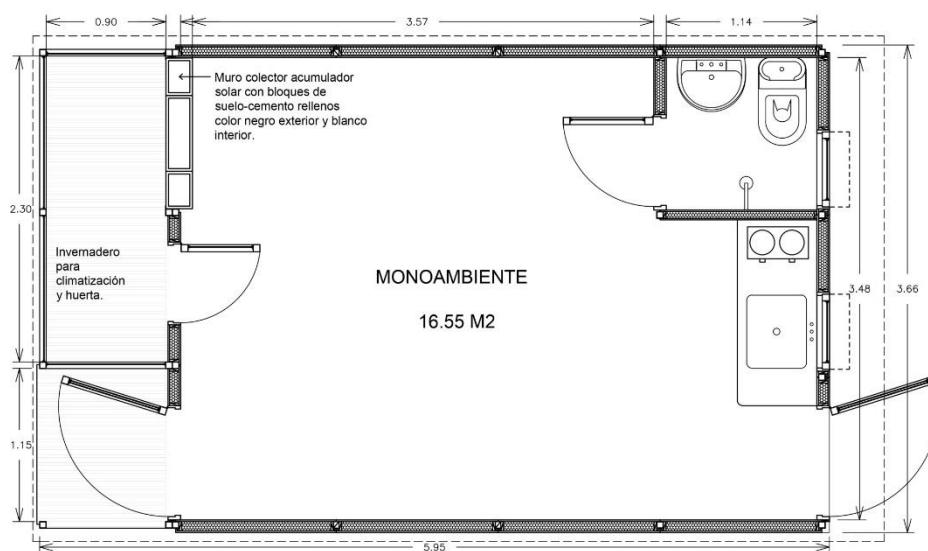 0.90
3.57
1.14
Muro colector acumulador
solar con bloques de
suelo-cemento rellenos
color negro exterior y blanco
interior.
2.30
Invernadero
para
climatización
y huerta.
MONOAMBIENTE
16.55 M2
3.48
3.66
1.15
5.95